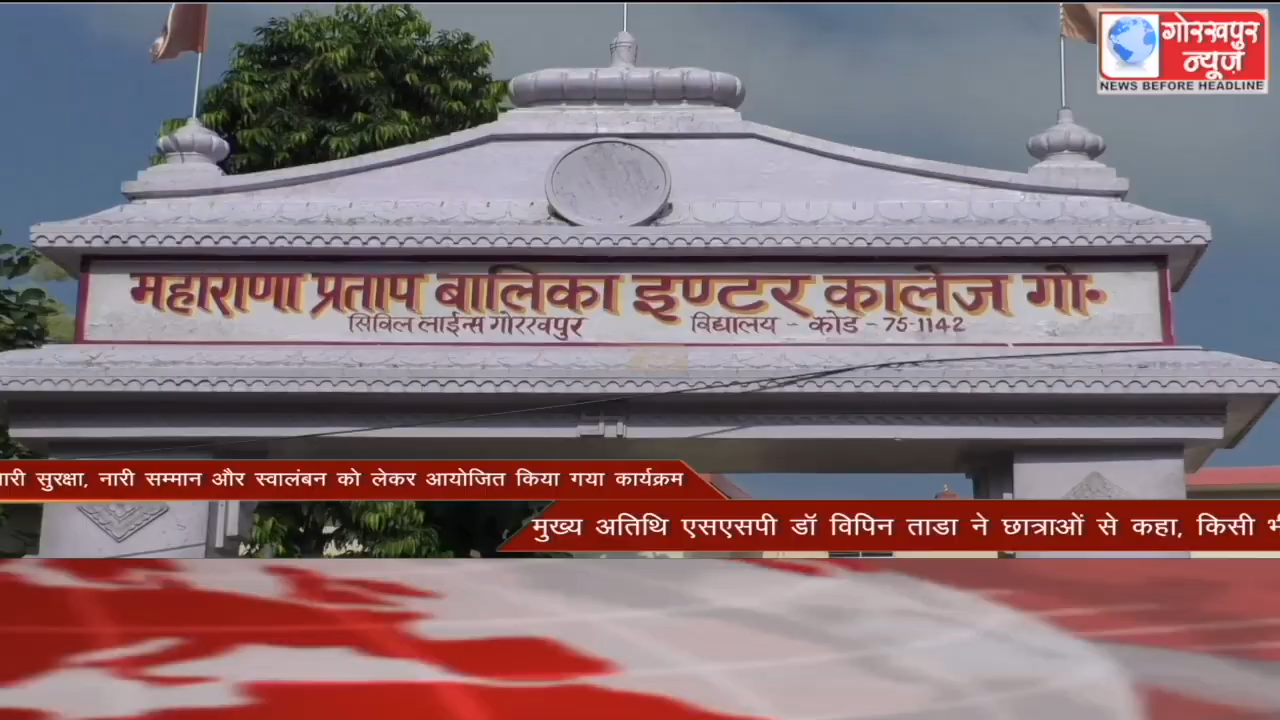 गोरखपुर
न्यूज़
NEWS BEFORE HEADLINE
महाराणा प्रताप बालिका इण्टर कालेज गो॰
सिविल लाईन्स गोरखपुर विद्यालय - कोड - 75-1142
सुरक्षा, नारी सम्मान और स्वालंबन को लेकर आयोजित किया गया कार्यक्रम
मुख्य अतिथि एसएसपी डॉ विपिन ताडा ने छात्राओं से कहा, किसी